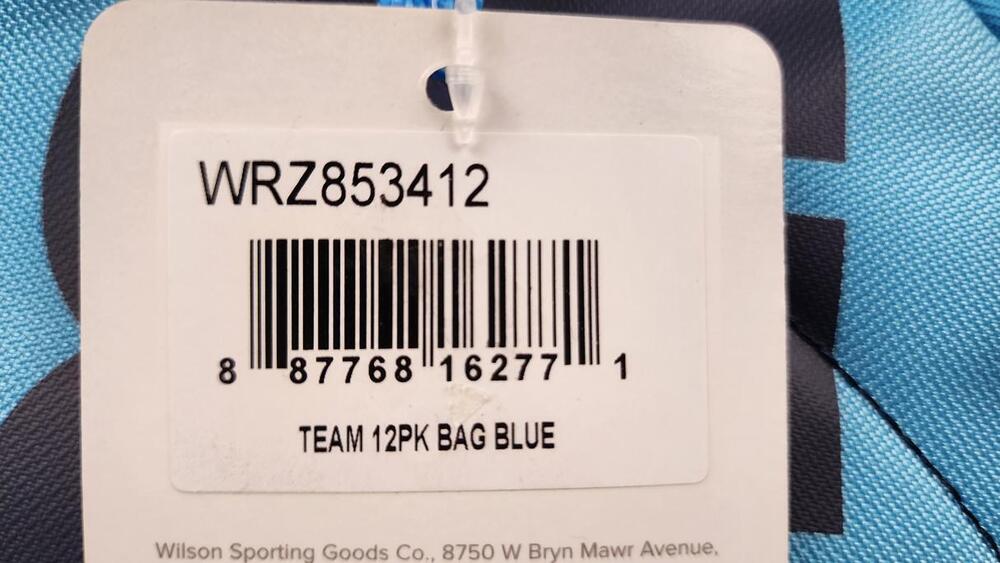 WRZ853412
8 87768 16277 1
TEAM 12PK BAG BLUE
Wilson Sporting Goods Co., 8750 W Bryn Mawr Avenue,